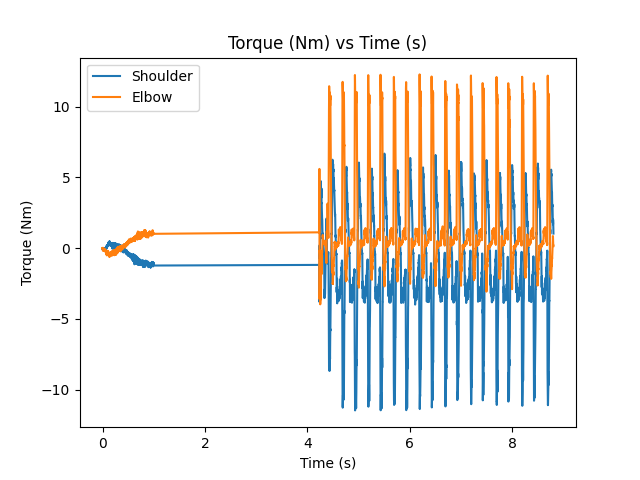 Torque (Nm) vs Time (s)
Shoulder
Elbow
Torque (Nm)
10
5
0
−5
−10
0 2 4 6 8
Time (s)